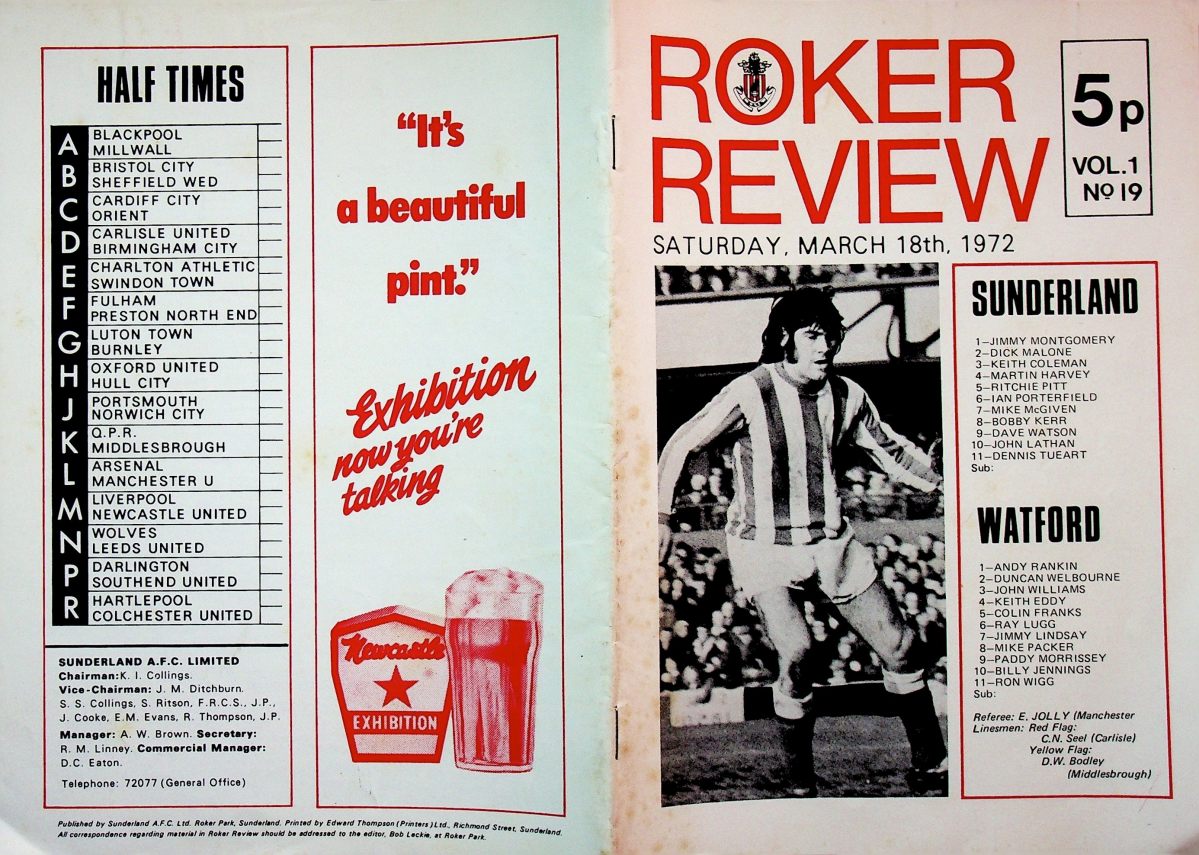 HALF TIMES
A
BLACKPOOL
MILLWALL
B
BRISTOL CITY
SHEFFIELD WED
C
CARDIFF CITY
ORIENT
D
CARLISLE UNITED
BIRMINGHAM CITY
E
CHARLTON ATHLETIC
SWINDON TOWN
F
FULHAM
PRESTON NORTH END
G
LUTON TOWN
BURNLEY
H
OXFORD UNITED
HULL CITY
J
PORTSMOUTH
NORWICH CITY
K
Q.P.R.
MIDDLESBROUGH
L
ARSENAL
MANCHESTER U
M
LIVERPOOL
NEWCASTLE UNITED
N
WOLVES
LEEDS UNITED
P
DARLINGTON
SOUTHEND UNITED
R
HARTLEPOOL
COLCHESTER UNITED
SUNDERLAND A.F.C. LIMITED
Chairman: K. I. Collings.
Vice-Chairman: J. M. Ditchburn.
S. S. Collings, S. Ritson, F.R.C.S., J.P.,
J. Cooke, E.M. Evans, R. Thompson, J.P.
Manager: A. W. Brown. Secretary:
R. M. Linney. Commercial Manager:
D.C. Eaton.
Telephone: 72077 (General Office)
"It's
a beautiful
pint."
Exhibition
now you're
talking
Newcastle
EXHIBITION
Published by Sunderland A.F.C. Ltd. Roker Park, Sunderland. Printed by Edward Thompson (Printers) Ltd., Richmond Street, Sunderland.
All correspondence regarding material in Roker Review should be addressed to the editor, Bob Leckie, at Roker Park.
ROKER
REVIEW
5p
VOL.1
Nº 19
SATURDAY, MARCH 18th, 1972
SUNDERLAND
1—JIMMY MONTGOMERY
2—DICK MALONE
3—KEITH COLEMAN
4—MARTIN HARVEY
5—RITCHIE PITT
6—IAN PORTERFIELD
7—MIKE McGIVEN
8—BOBBY KERR
9—DAVE WATSON
10—JOHN LATHAN
11—DENNIS TUEART
Sub:
WATFORD
1—ANDY RANKIN
2—DUNCAN WELBOURNE
3—JOHN WILLIAMS
4—KEITH EDDY
5—COLIN FRANKS
6—RAY LUGG
7—JIMMY LINDSAY
8—MIKE PACKER
9—PADDY MORRISSEY
10—BILLY JENNINGS
11—RON WIGG
Sub:
Referee: E. JOLLY (Manchester
Linesmen: Red Flag:
C.N. Seel (Carlisle)
Yellow Flag:
D.W. Bodley
(Middlesbrough)